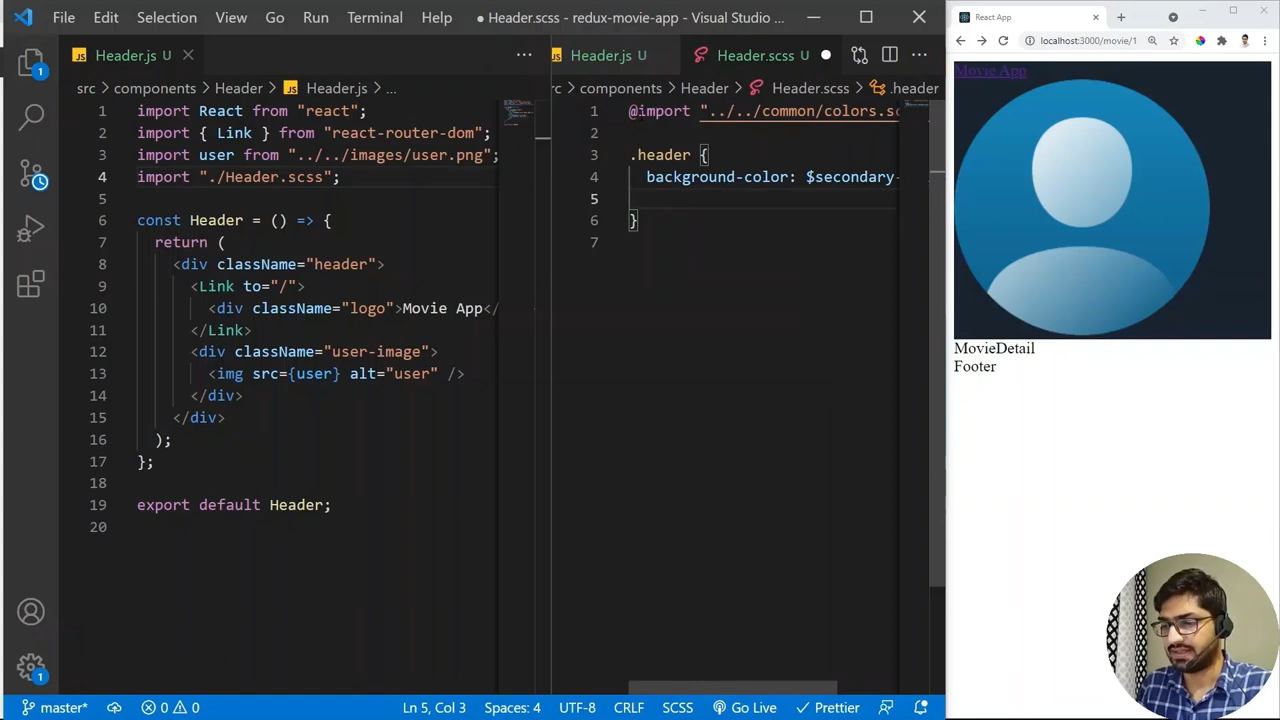 File Edit Selection View Run Terminal Help
● Header.scss - redux-movie-app - Visual Studio ...
Header.js U
Header.js U
Header.scss U
src > components > Header > Header.js > ...
1 import React from "react";
2 import { Link } from "react-router-dom";
3 import user from "../../images/user.png";
4 import "./Header.scss";
5
6 const Header = () => {
7 return (
8 <div className="header">
9 <Link to="/">
10 <div className="logo">Movie App</
11 </Link>
12 <div className="user-image">
13 <img src={user} alt="user" />
14 </div>
15 </div>
16 );
17 };
18
19 export default Header;
20
rc > components > Header > Header.scss > .header
1 @import "../../common/colors.sc
2
3 .header {
4 background-color: $secondary-
5
6 }
7
1
1
master*
0 0
Ln 5, Col 3
Spaces: 4
UTF-8
CRLF
SCSS
Go Live
Prettier
React App
localhost:3000/movie/1
Movie App
MovieDetail
Footer